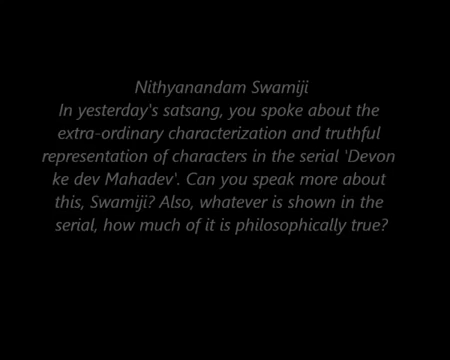 Nithyanandam Swamiji
In yesterday's satsang, you spoke about the
extra-ordinary characterization and truthful
representation of characters in the serial 'Devon
ke dev Mahadev'. Can you speak more about
this, Swamiji? Also, whatever is shown in the
serial, how much of it is philosophically true?